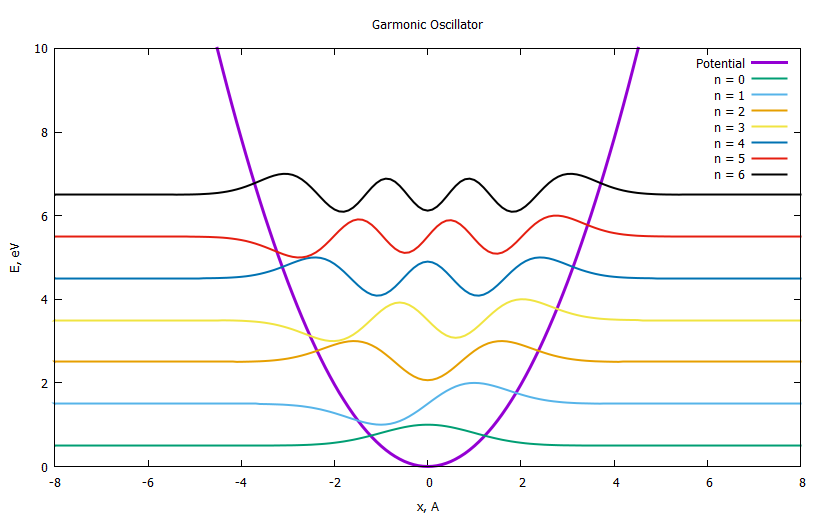 Garmonic Oscillator
Potential
n = 0
n = 1
n = 2
n = 3
n = 4
n = 5
n = 6
10
8
6
4
2
0
E, eV
-8 -6 -4 -2 0 2 4 6 8
x, A